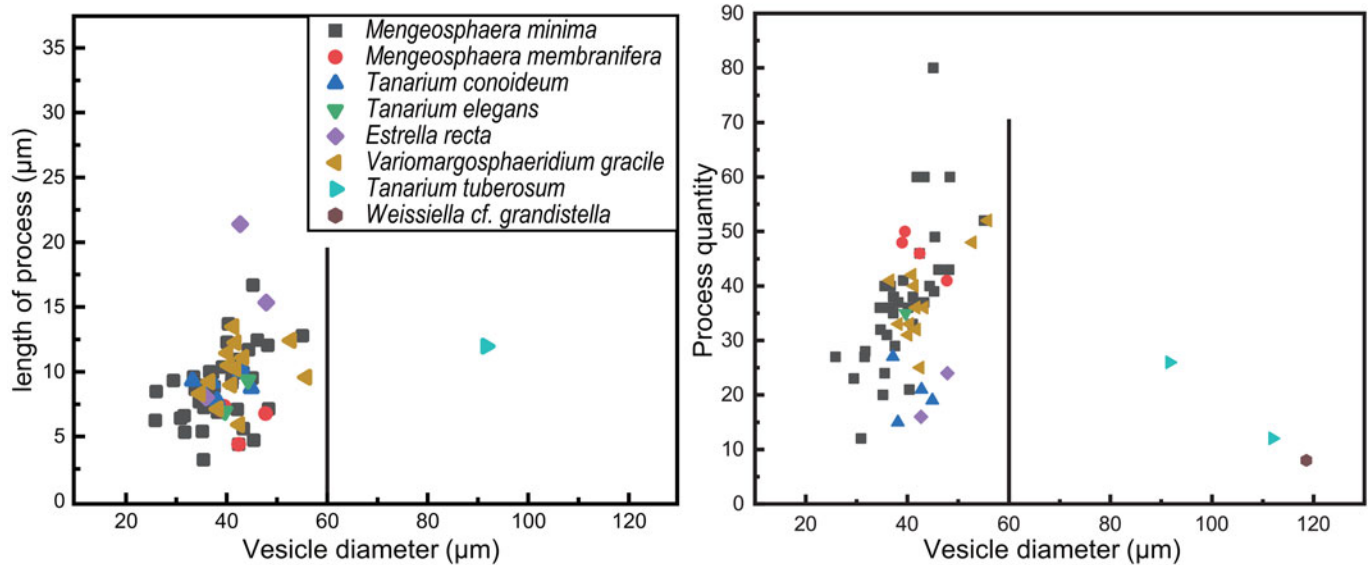 length of process (μm)
35
30
25
20
15
10
5
0
20
40
60
80
100
120
Vesicle diameter (μm)
Mengeosphaera minima
Mengeosphaera membranifera
Tanarium conoideum
Tanarium elegans
Estrella recta
Variomargosphaeridium gracile
Tanarium tuberosum
Weissiella cf. grandistella
Process quantity
90
80
70
60
50
40
30
20
10
0
20
40
60
80
100
120
Vesicle diameter (μm)